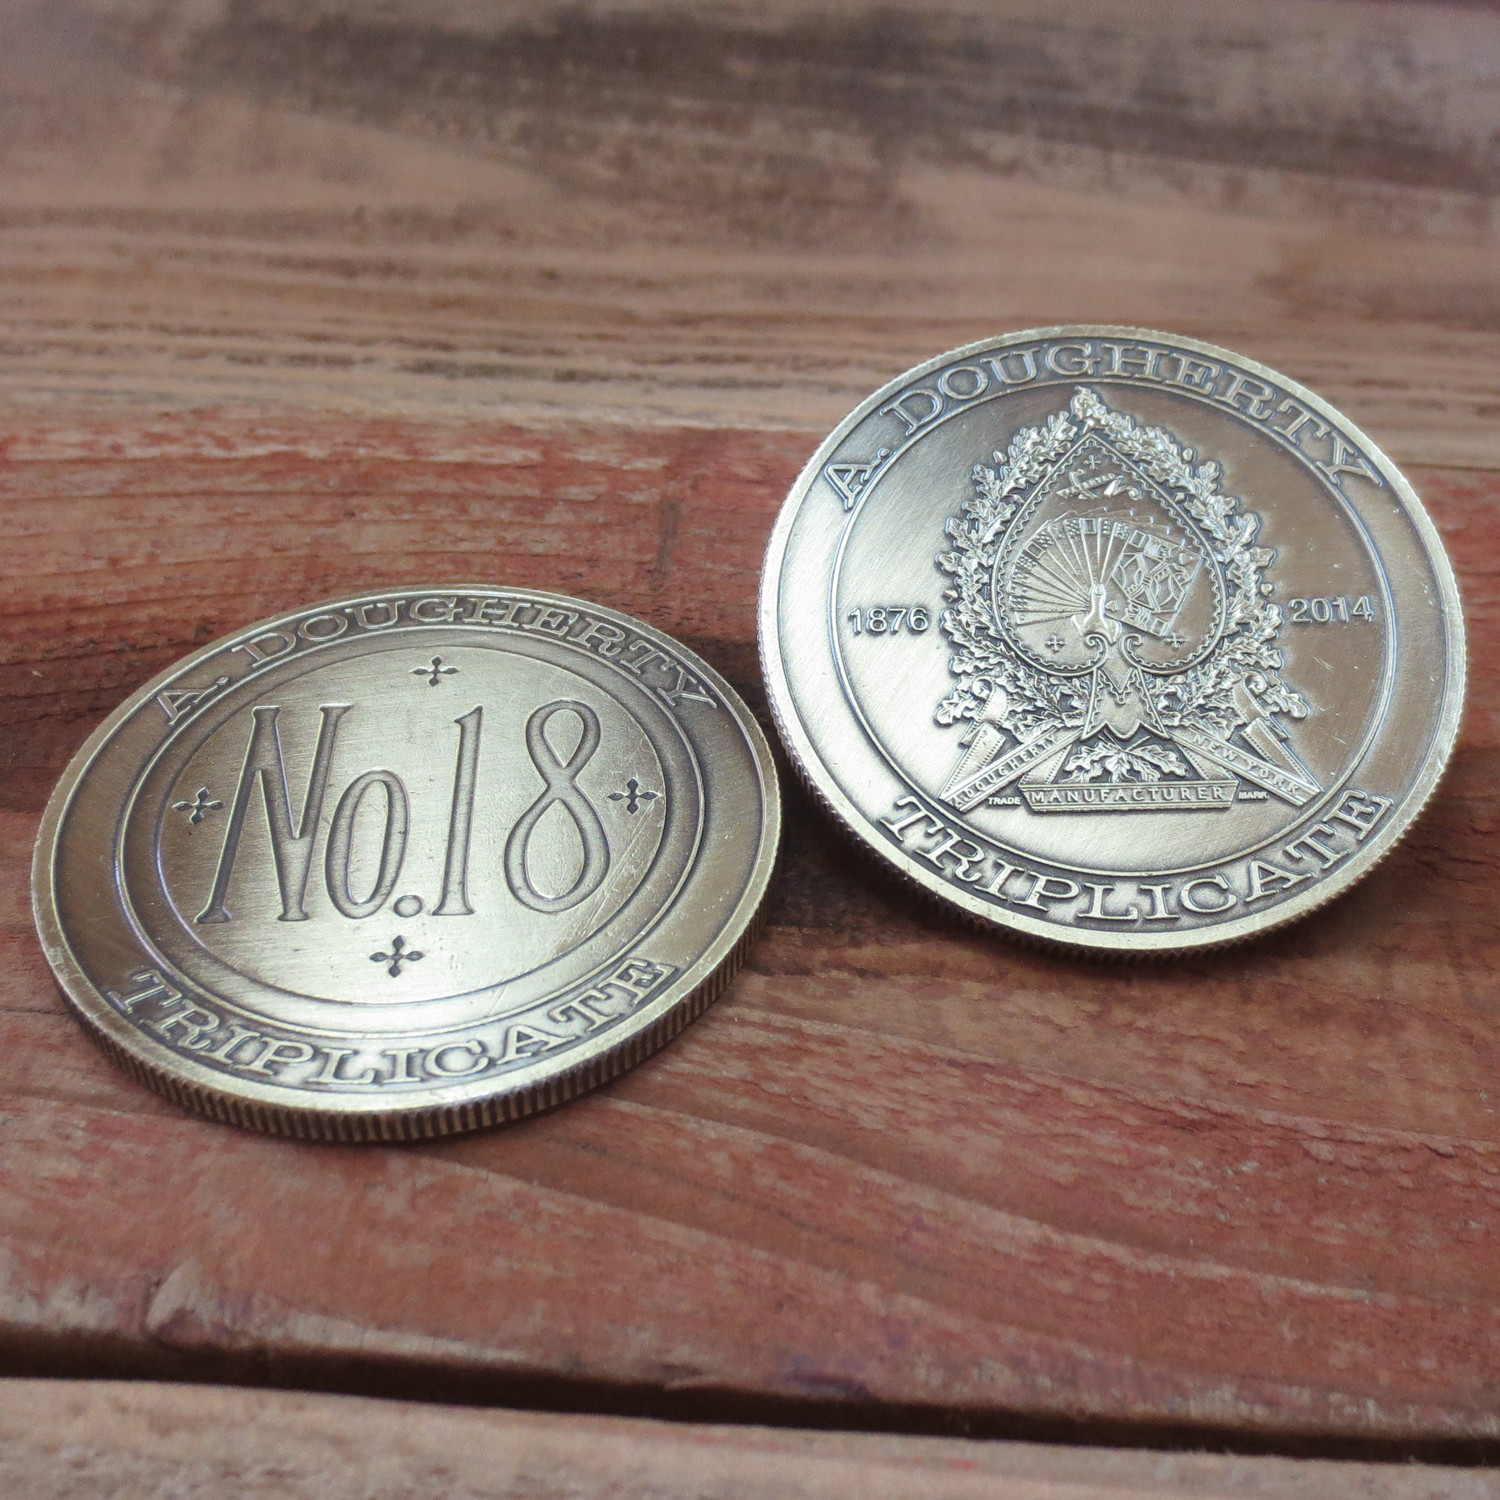 A. DOUGHERTY
No.18
TRIPLICATE
A. DOUGHERTY
1876 2014
A. DOUGHERTY NEW YORK
TRADE MANUFACTURER MARK
TRIPLICATE